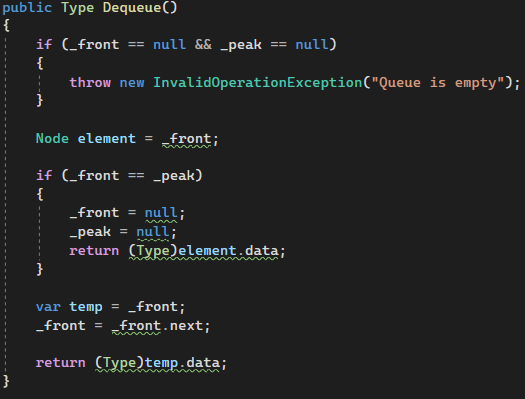 public Type Dequeue()
{
    if (_front == null && _peak == null)
    {
        throw new InvalidOperationException("Queue is empty");
    }
    Node element = _front;
    if (_front == _peak)
    {
        _front = null;
        _peak = null;
        return (Type)element.data;
    }
    var temp = _front;
    _front = _front.next;
    return (Type)temp.data;
}